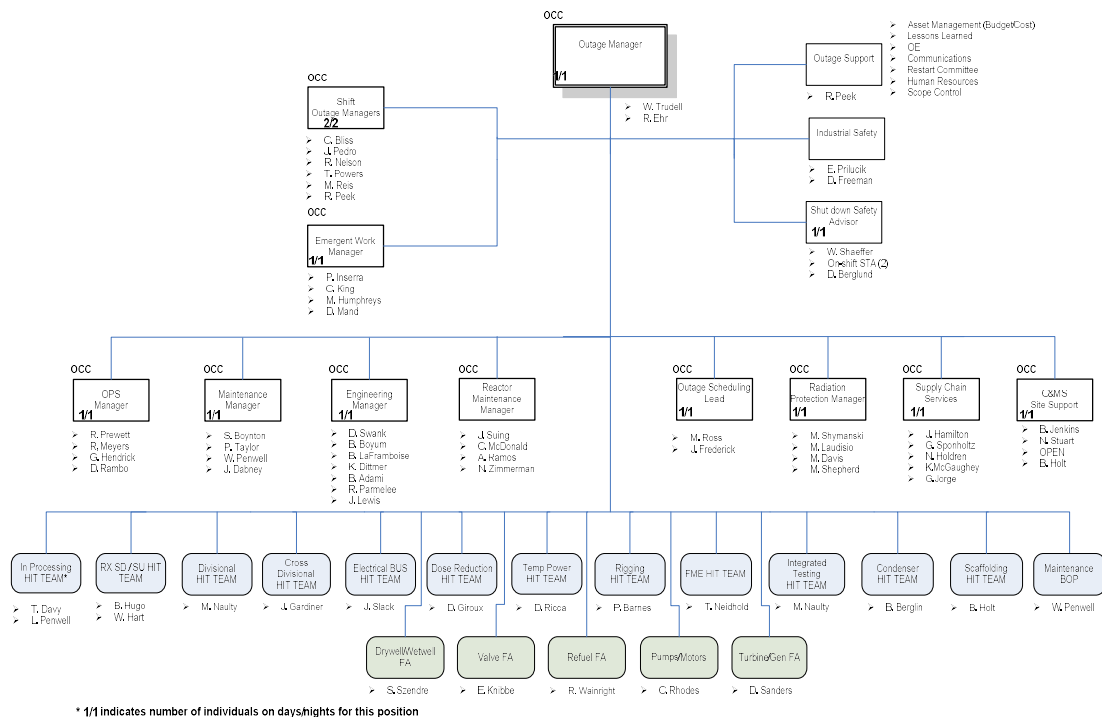 OCC
Outage Manager
1/1
W. Trudell
R. Ehr
Outage Support
R. Peek
Asset Management (Budget/Cost)
Lessons Learned
OE
Communications
Restart Committee
Human Resources
Scope Control
OCC
Shift
Outage Managers
2/2
C. Bliss
J. Pedro
R. Nelson
T. Powers
M. Reis
R. Peek
Industrial Safety
E. Prilucik
D. Freeman
OCC
Emergent Work
Manager
1/1
P. Inserra
C. King
M. Humphreys
D. Mand
Shut down Safety
Advisor
1/1
W. Shaeffer
On-shift STA (2)
D. Berglund
OCC
OPS
Manager
1/1
R. Prewett
R. Meyers
G. Hendrick
D. Rambo
OCC
Maintenance
Manager
1/1
S. Boynton
P. Taylor
W. Penwell
J. Dabney
OCC
Engineering
Manager
1/1
D. Swank
B. Boyum
B. LaFramboise
K. Dittmer
B. Adami
R. Parmelee
J. Lewis
OCC
Reactor
Maintenance
Manager
J. Suing
C. McDonald
A. Ramos
N. Zimmerman
OCC
Outage Scheduling
Lead
1/1
M. Ross
J. Frederick
OCC
Radiation
Protection Manager
1/1
M. Shymanski
M. Laudisio
M. Davis
M. Shepherd
OCC
Supply Chain
Services
1/1
J. Hamilton
G. Sponholtz
N. Holdren
K. McGaughey
G. Jorge
OCC
C&MS
Site Support
1/1
B. Jenkins
N. Stuart
OPEN
B. Holt
In Processing
HIT TEAM*
T. Davy
L. Penwell
RX SD/SU HIT
TEAM
B. Hugo
W. Hart
Divisional
HIT TEAM
M. Naulty
Cross
Divisional
HIT TEAM
J. Gardiner
Electrical BUS
HIT TEAM
J. Slack
Dose Reduction
HIT TEAM
D. Giroux
Temp Power
HIT TEAM
D. Ricca
Rigging
HIT TEAM
P. Barnes
FME HIT TEAM
T. Neidhold
Integrated
Testing
HIT TEAM
M. Naulty
Condenser
HIT TEAM
B. Berglin
Scaffolding
HIT TEAM
B. Holt
Maintenance
BOP
W. Penwell
Drywell/Wetwell
FA
S. Szendre
Valve FA
E. Knibbe
Refuel FA
R. Wainright
Pumps/Motors
C. Rhodes
Turbine/Gen FA
D. Sanders
* 1/1 indicates number of individuals on days/nights for this position